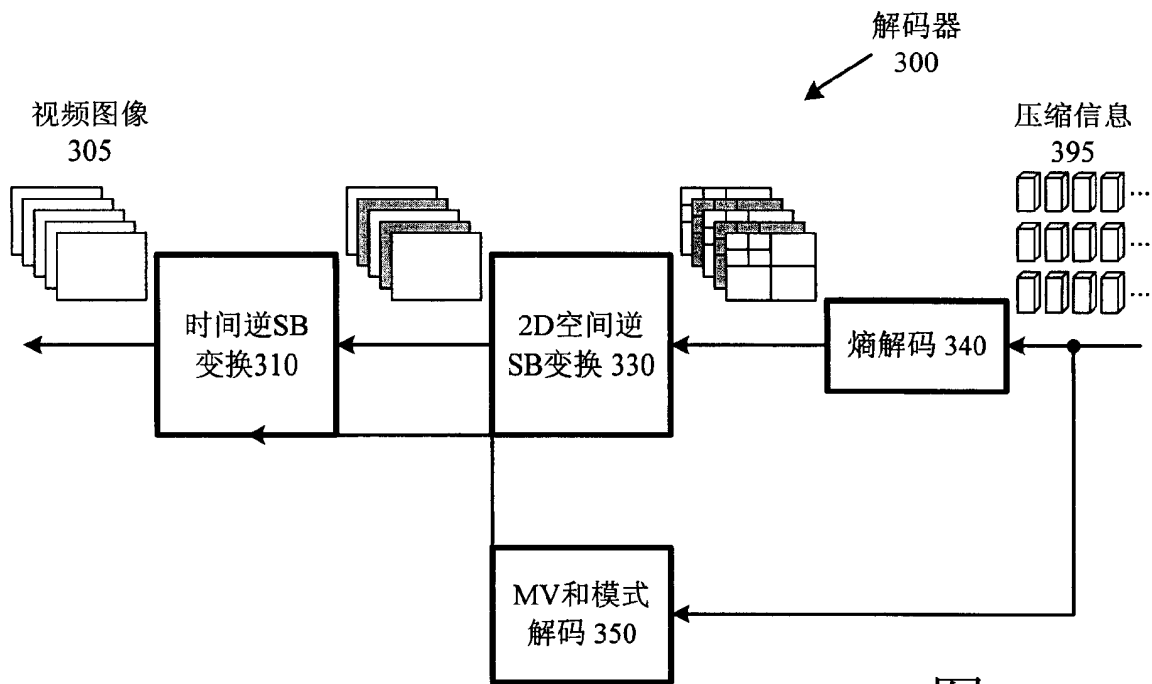 解码器
300
视频图像
305
压缩信息
395
...
...
...
时间逆SB
变换310
2D空间逆
SB变换 330
熵解码 340
MV和模式
解码 350